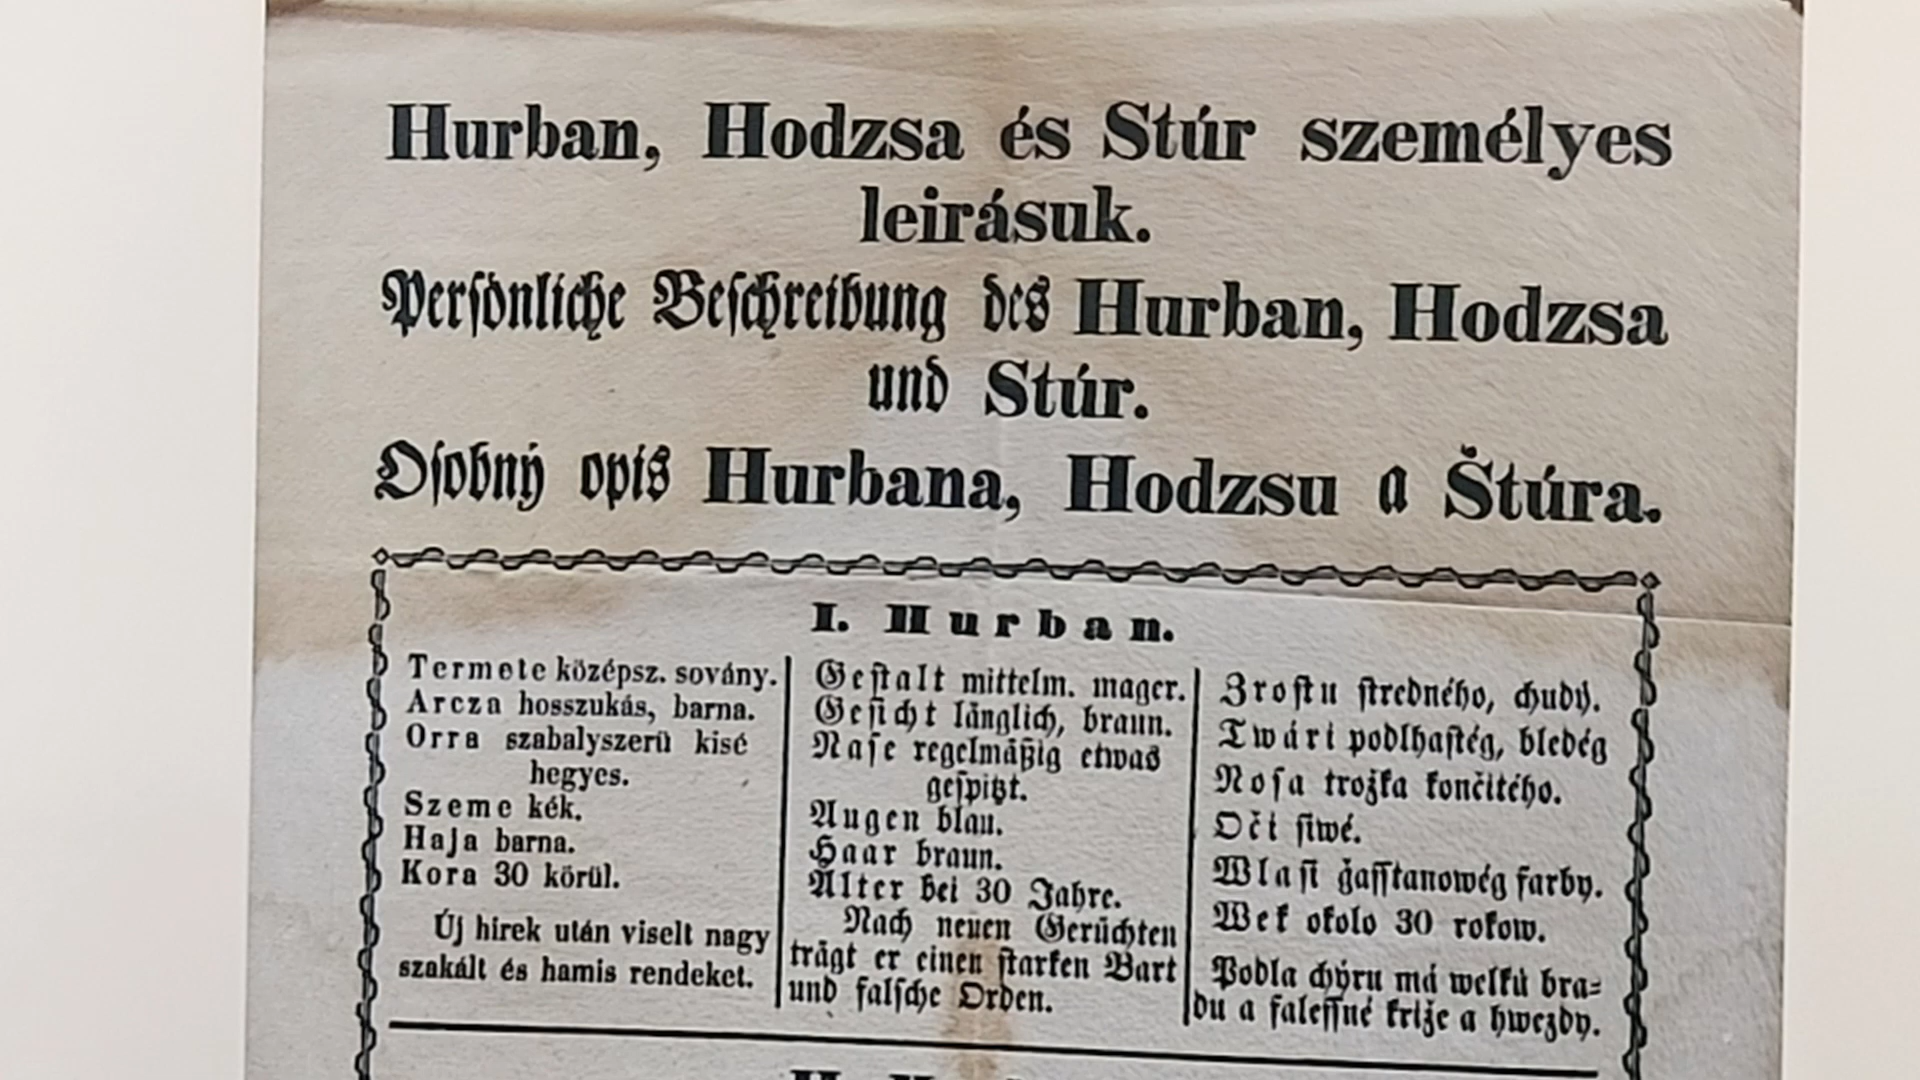 Hurban, Hodzsa és Stúr személyes
leirásuk.
Persönliche Beschreibung des Hurban, Hodzsa
und Stúr.
Osobný opis Hurbana, Hodzsu a Štúra.
I. Hurban.
Termete középsz. sovány.
Arcza hosszukás, barna.
Orra szabalyszerü kisé
hegyes.
Szeme kék.
Haja barna.
Kora 30 körül.
Új hirek után viselt nagy
szakált és hamis rendeket.
Gestalt mittelm. mager.
Gesicht länglich, braun.
Nase regelmäßig etwas
gespitzt.
Augen blau.
Haar braun.
Alter bei 30 Jahre.
Nach neuen Gerüchten
trägt er einen starken Bart
und falsche Orden.
Zrostu stredného, chudý.
Twári podlhastég, bledég
Nosa trožka končitého.
Oči siwé.
Wlasi gasstanowég farby.
Wek okolo 30 rokow.
Podla chýru má welkú bra-
du a falessné križe a hwezdy.